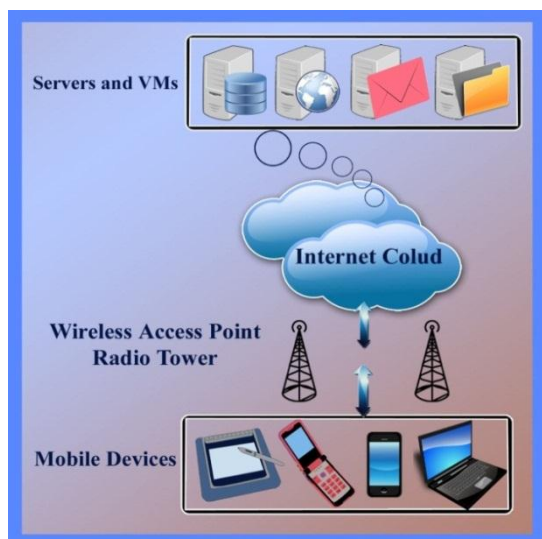 Servers and VMs
Internet Colud
Wireless Access Point
Radio Tower
Mobile Devices